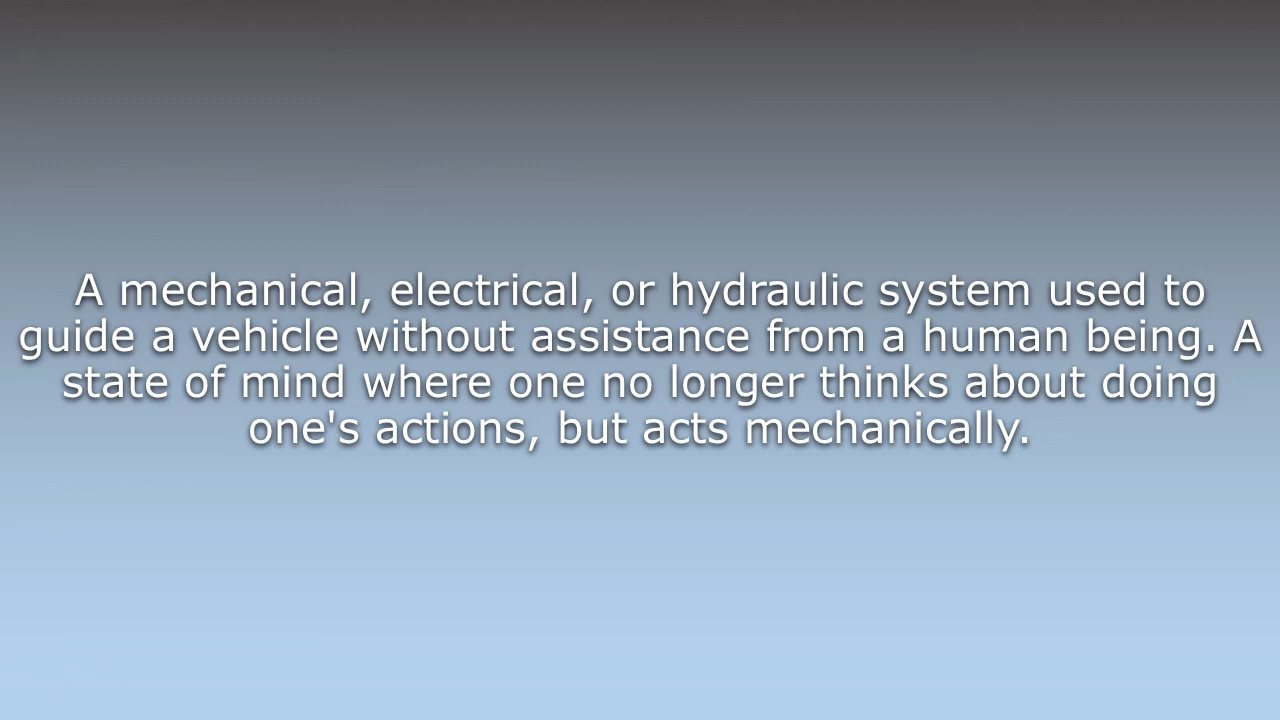 A mechanical, electrical, or hydraulic system used to
guide a vehicle without assistance from a human being. A
state of mind where one no longer thinks about doing
one's actions, but acts mechanically.